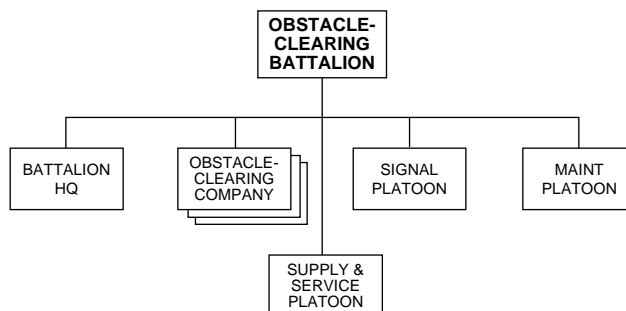 OBSTACLE-
CLEARING
BATTALION
BATTALION
HQ
OBSTACLE-
CLEARING
COMPANY
SIGNAL
PLATOON
MAINT
PLATOON
SUPPLY &
SERVICE
PLATOON